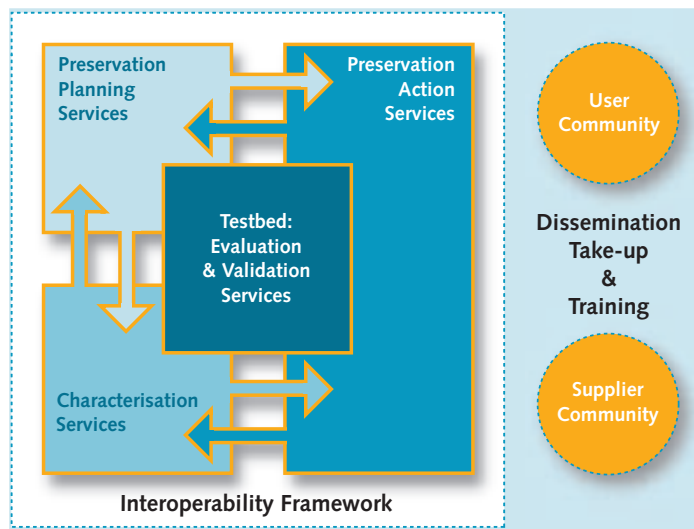 Preservation
Planning
Services
Preservation
Action
Services
Testbed:
Evaluation
& Validation
Services
Characterisation
Services
Interoperability Framework
User
Community
Dissemination
Take-up
&
Training
Supplier
Community